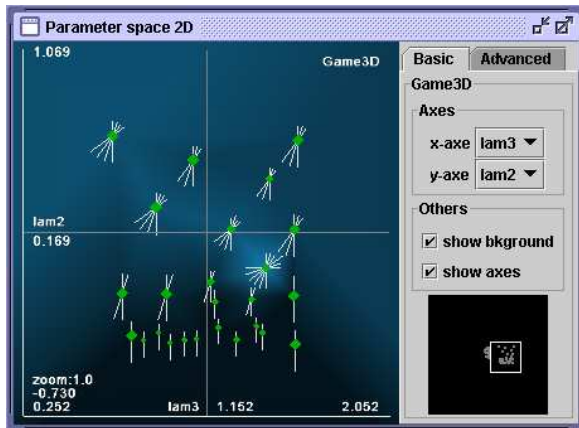 Parameter space 2D
1.069
Game3D
lam2
0.169
zoom:1.0
-0.730
0.252 lam3 1.152 2.052
Basic Advanced
Game3D
Axes
x-axe lam3
y-axe lam2
Others
show bkground
show axes